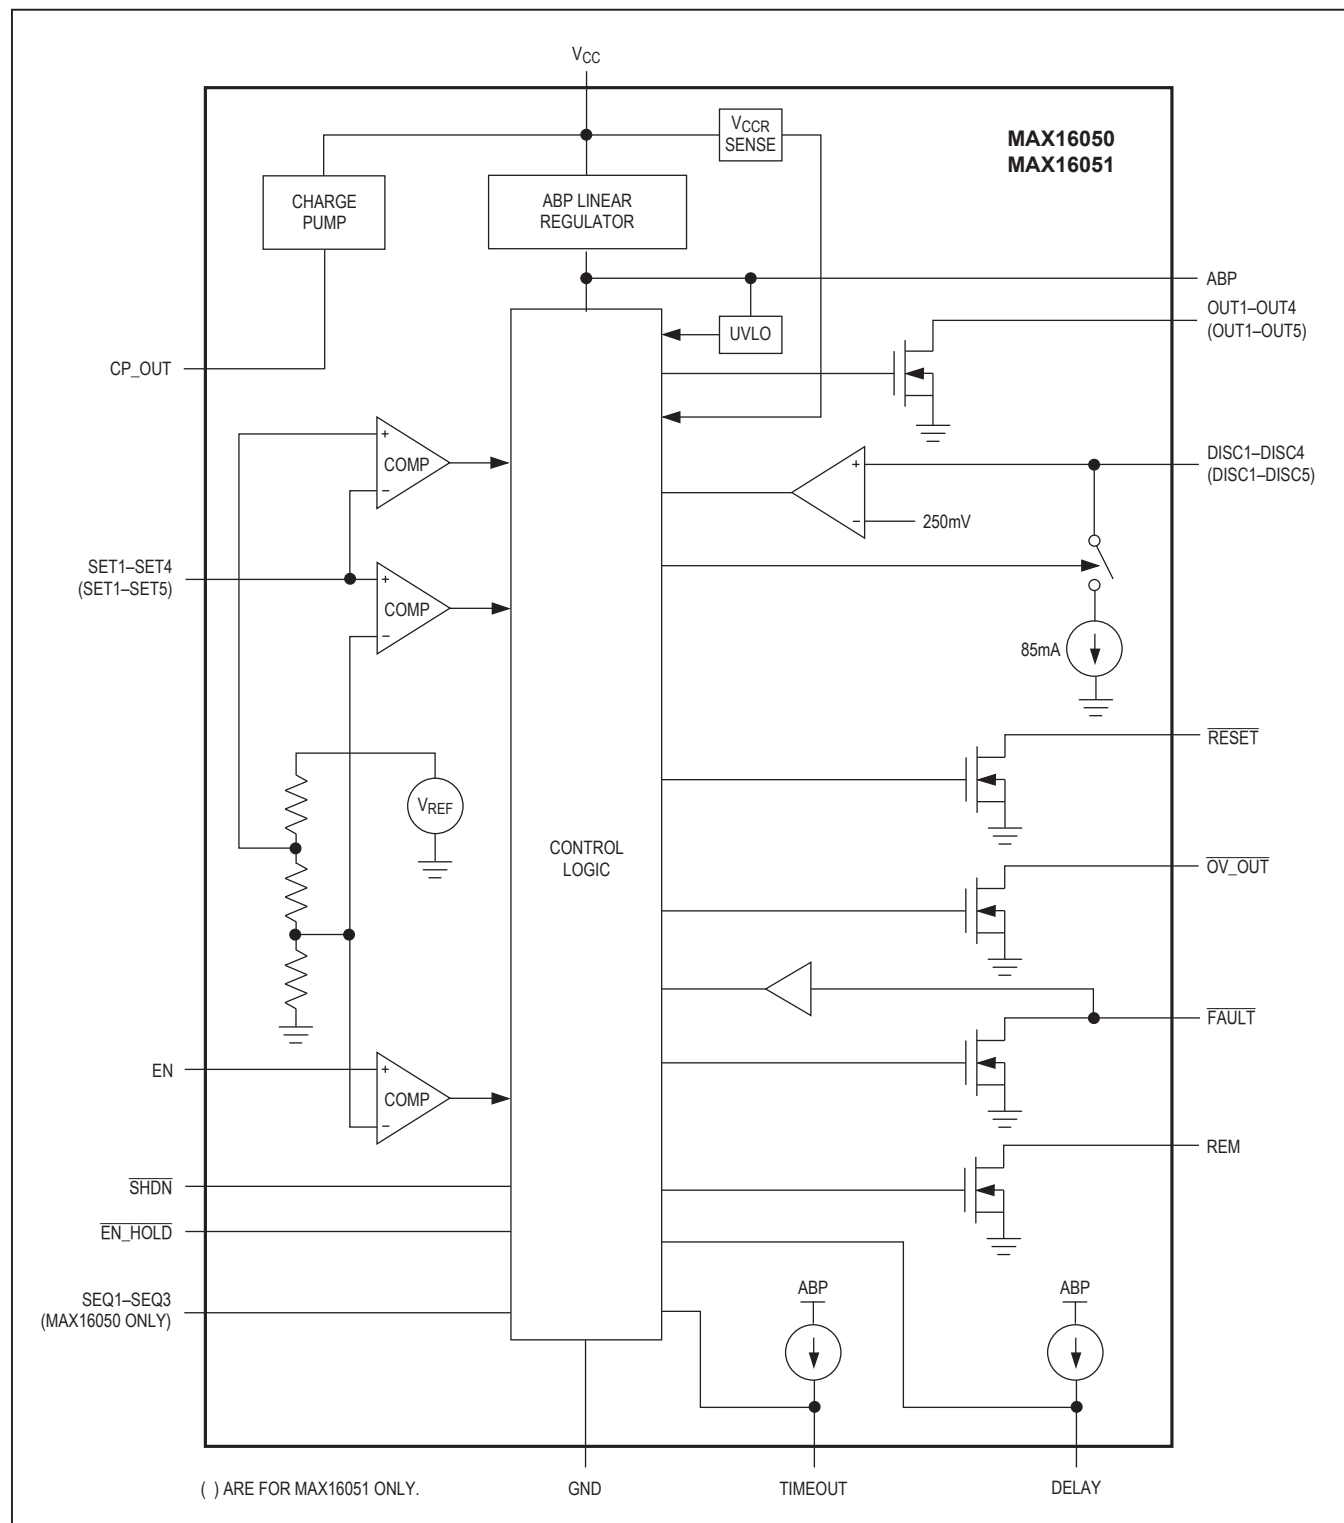 VCC
VCCR
SENSE
MAX16050
MAX16051
CHARGE
PUMP
ABP LINEAR
REGULATOR
ABP
OUT1–OUT4
(OUT1–OUT5)
UVLO
CP_OUT
+
COMP
−
DISC1–DISC4
(DISC1–DISC5)
+
−
250mV
SET1–SET4
(SET1–SET5)
+
COMP
−
85mA
RESET
VREF
CONTROL
LOGIC
OV_OUT
FAULT
EN
+
COMP
−
REM
SHDN
EN_HOLD
SEQ1–SEQ3
(MAX16050 ONLY)
ABP
ABP
( ) ARE FOR MAX16051 ONLY.
GND
TIMEOUT
DELAY